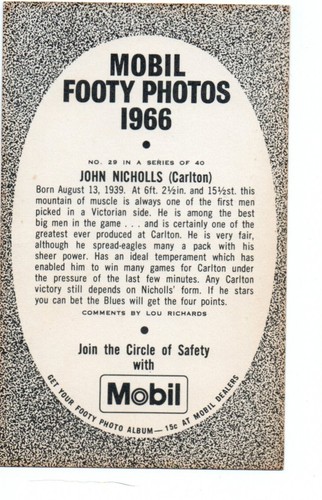 MOBIL
FOOTY PHOTOS
1966
NO. 29 IN A SERIES OF 40
JOHN NICHOLLS (Carlton)
Born August 13, 1939. At 6ft. 2½in. and 15½st. this
mountain of muscle is always one of the first men
picked in a Victorian side. He is among the best
big men in the game . . . and is certainly one of the
greatest ever produced at Carlton. He is very fair,
although he spread-eagles many a pack with his
sheer power. Has an ideal temperament which has
enabled him to win many games for Carlton under
the pressure of the last few minutes. Any Carlton
victory still depends on Nicholls' form. If he stars
you can bet the Blues will get the four points.
COMMENTS BY LOU RICHARDS
Join the Circle of Safety
with
Mobil
GET YOUR FOOTY PHOTO ALBUM — 15c AT MOBIL DEALERS